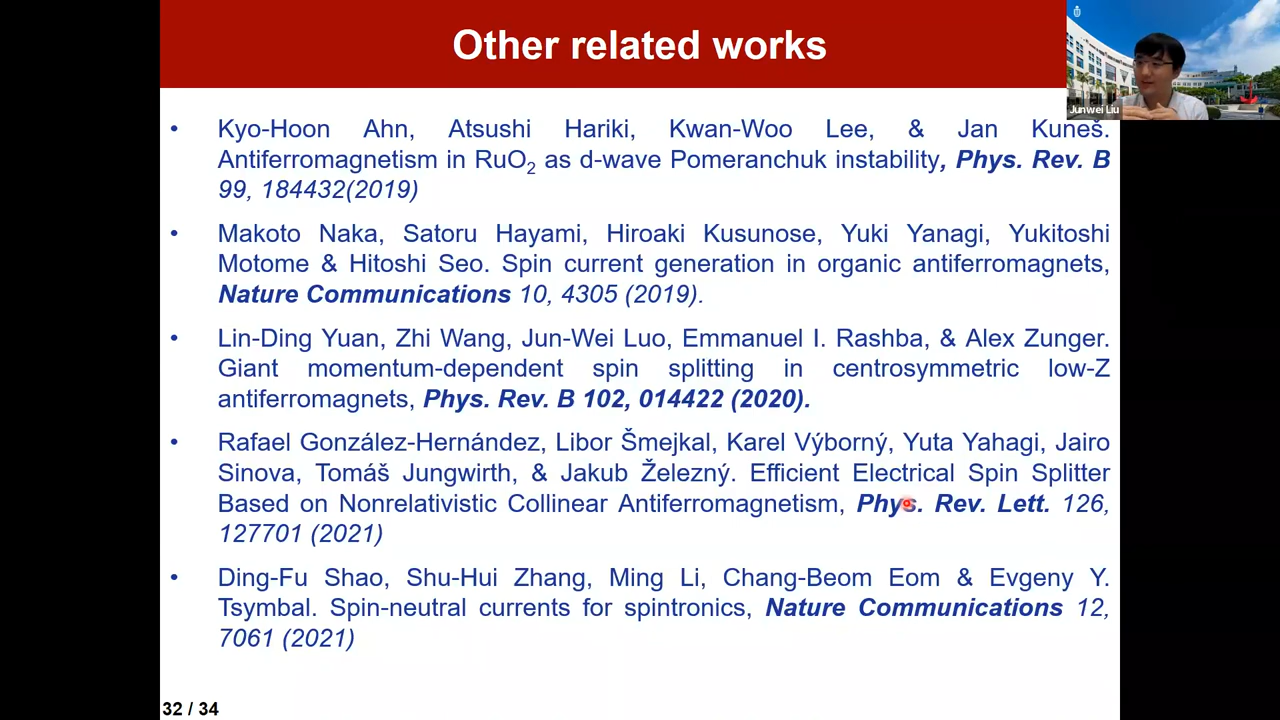 Other related works
Junwei Liu
• Kyo-Hoon Ahn, Atsushi Hariki, Kwan-Woo Lee, & Jan Kuneš.
Antiferromagnetism in RuO2 as d-wave Pomeranchuk instability, Phys. Rev. B
99, 184432(2019)
• Makoto Naka, Satoru Hayami, Hiroaki Kusunose, Yuki Yanagi, Yukitoshi
Motome & Hitoshi Seo. Spin current generation in organic antiferromagnets,
Nature Communications 10, 4305 (2019).
• Lin-Ding Yuan, Zhi Wang, Jun-Wei Luo, Emmanuel I. Rashba, & Alex Zunger.
Giant momentum-dependent spin splitting in centrosymmetric low-Z
antiferromagnets, Phys. Rev. B 102, 014422 (2020).
• Rafael González-Hernández, Libor Šmejkal, Karel Výborný, Yuta Yahagi, Jairo
Sinova, Tomáš Jungwirth, & Jakub Železný. Efficient Electrical Spin Splitter
Based on Nonrelativistic Collinear Antiferromagnetism, Phys. Rev. Lett. 126,
127701 (2021)
• Ding-Fu Shao, Shu-Hui Zhang, Ming Li, Chang-Beom Eom & Evgeny Y.
Tsymbal. Spin-neutral currents for spintronics, Nature Communications 12,
7061 (2021)
32 / 34